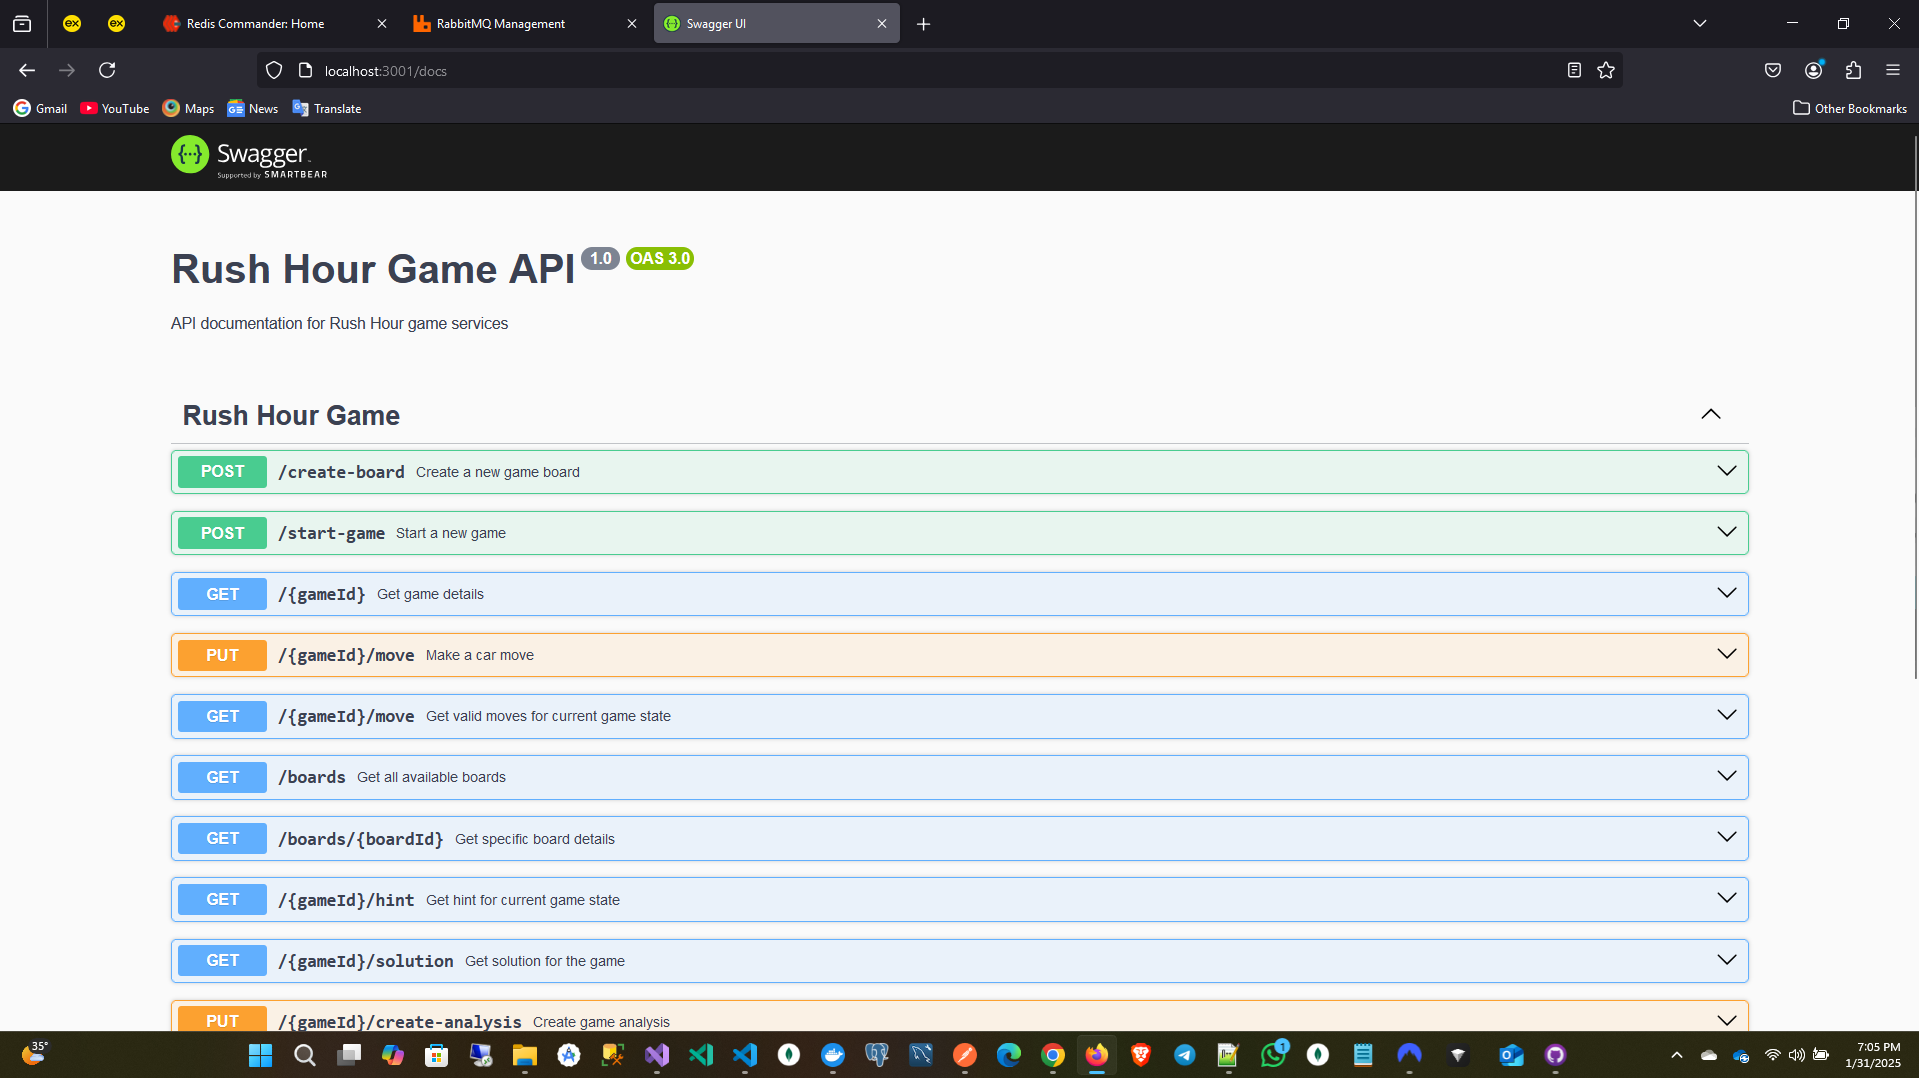 Redis Commander: Home
RabbitMQ Management
Swagger UI
localhost:3001/docs
Gmail
YouTube
Maps
News
Translate
Other Bookmarks
Swagger
Supported by SMARTBEAR
Rush Hour Game API 1.0 OAS 3.0
API documentation for Rush Hour game services
Rush Hour Game
POST /create-board Create a new game board
POST /start-game Start a new game
GET /{gameId} Get game details
PUT /{gameId}/move Make a car move
GET /{gameId}/move Get valid moves for current game state
GET /boards Get all available boards
GET /boards/{boardId} Get specific board details
GET /{gameId}/hint Get hint for current game state
GET /{gameId}/solution Get solution for the game
PUT /{gameId}/create-analysis Create game analysis
35°
1
7:05 PM
1/31/2025